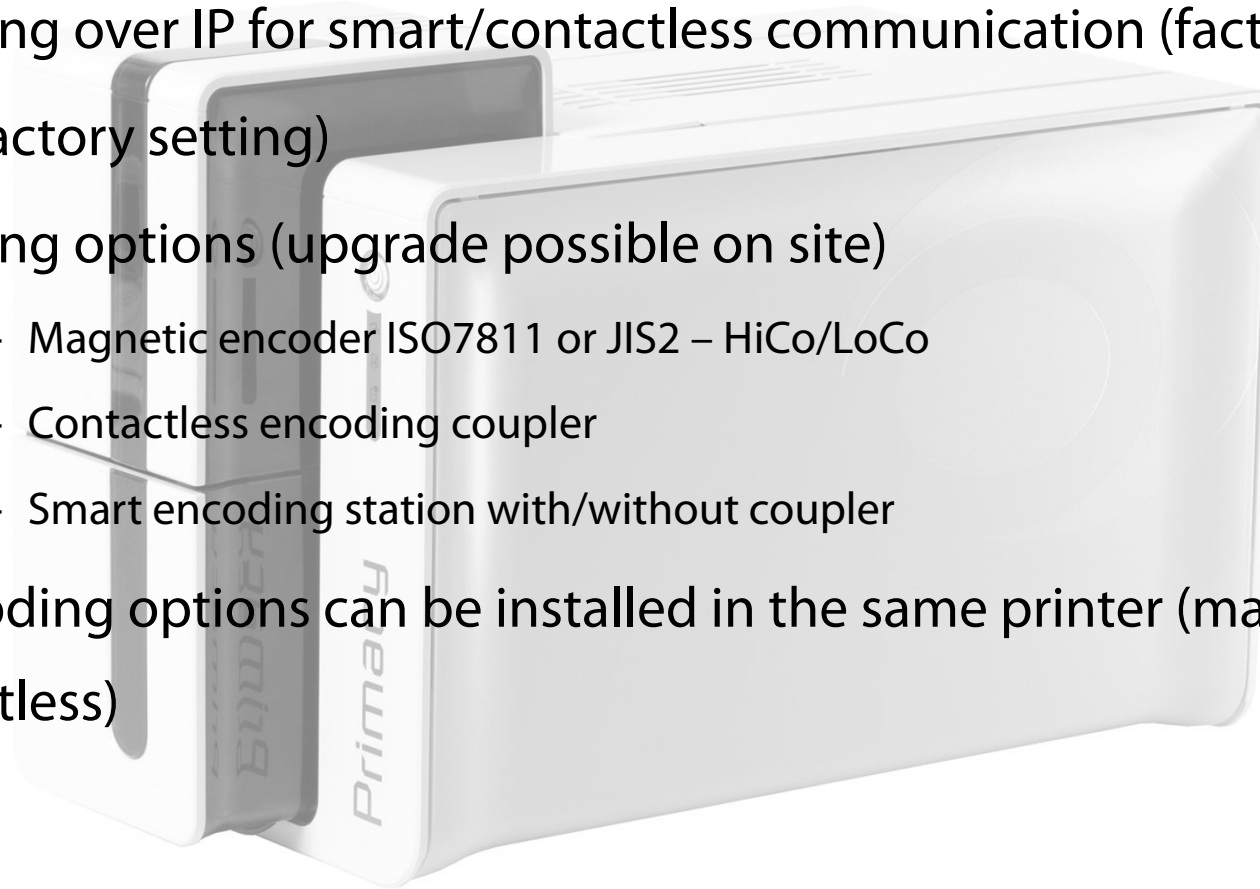 ng over IP for smart/contactless communication (fact
actory setting)
ng options (upgrade possible on site)
- Magnetic encoder ISO7811 or JIS2 – HiCo/LoCo
- Contactless encoding coupler
- Smart encoding station with/without coupler
ding options can be installed in the same printer (ma
tless)
Primacy